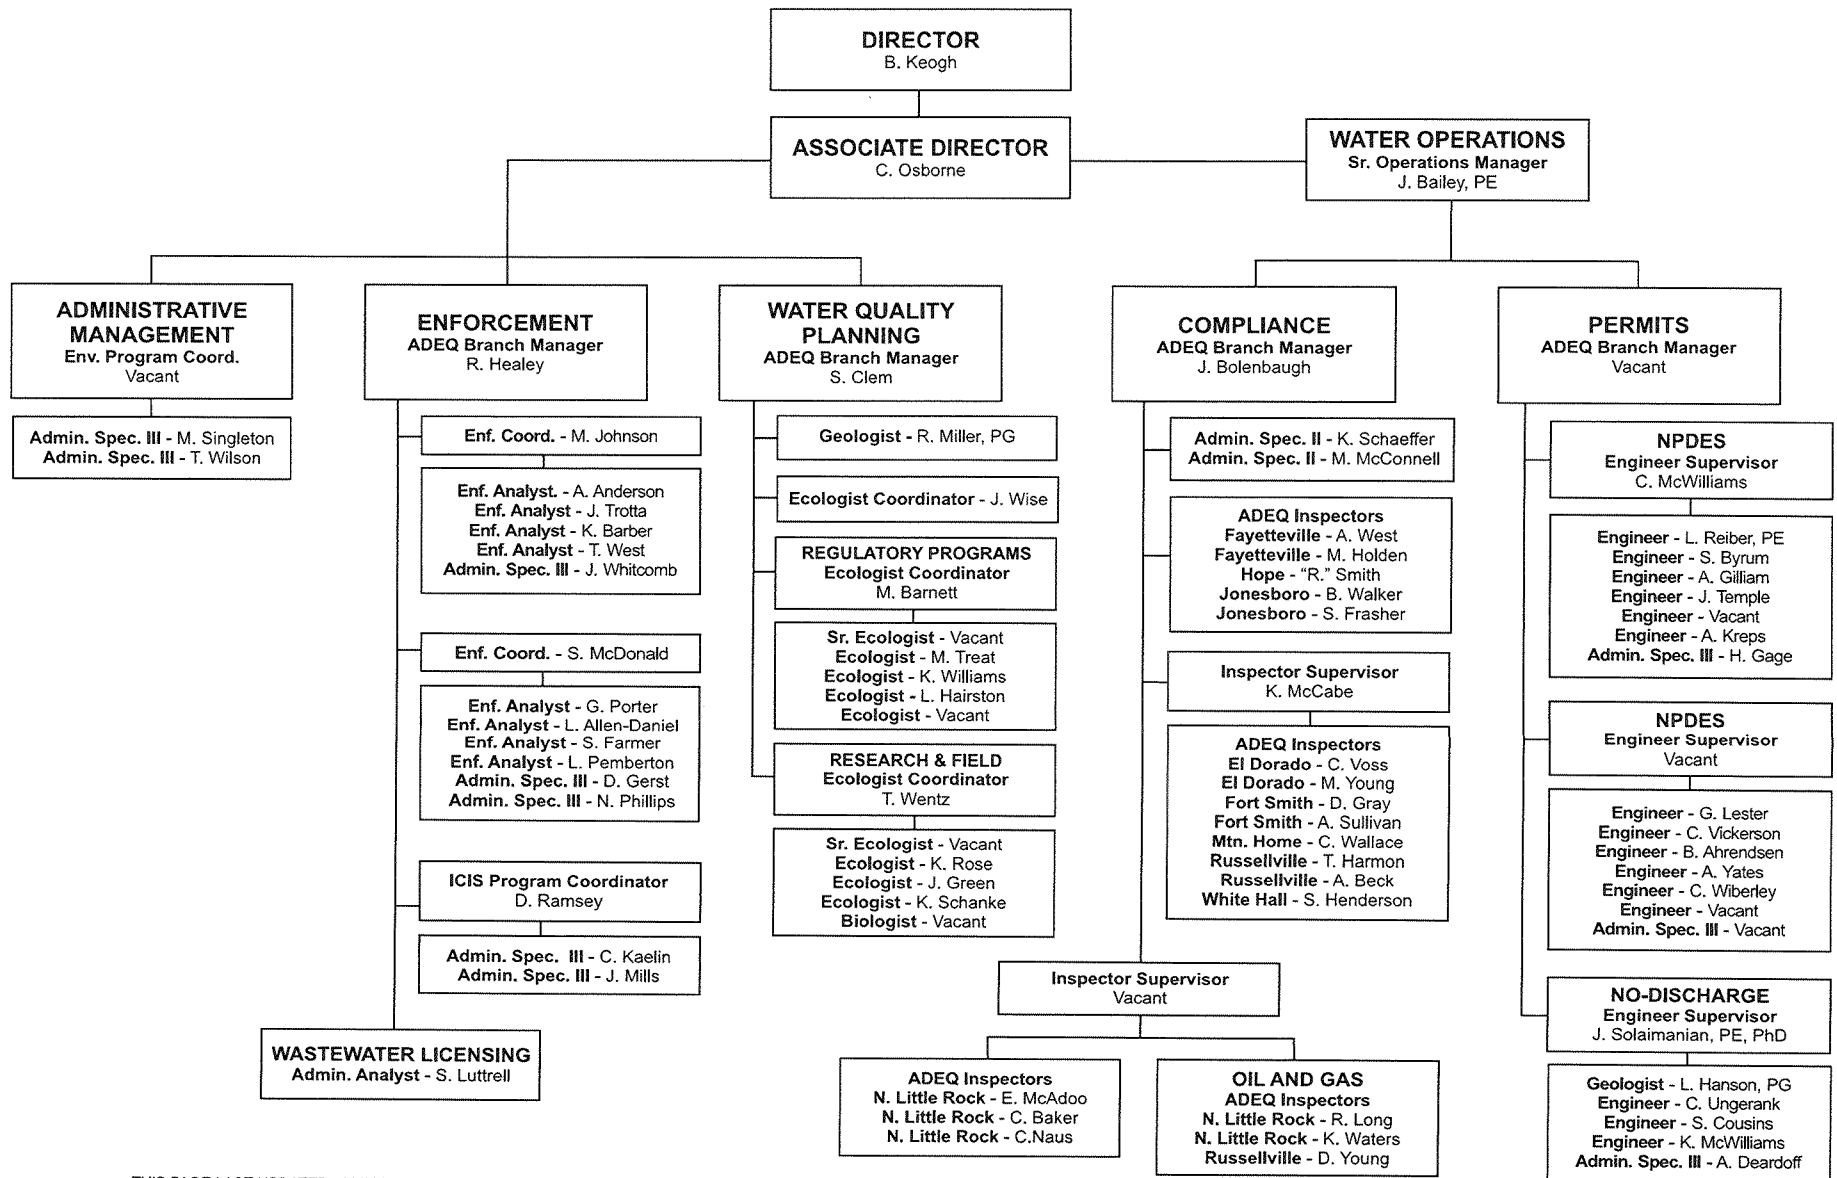 DIRECTOR
B. Keogh
ASSOCIATE DIRECTOR
C. Osborne
WATER OPERATIONS
Sr. Operations Manager
J. Bailey, PE
ADMINISTRATIVE
MANAGEMENT
Env. Program Coord.
Vacant
Admin. Spec. III - M. Singleton
Admin. Spec. III - T. Wilson
ENFORCEMENT
ADEQ Branch Manager
R. Healey
Enf. Coord. - M. Johnson
Enf. Analyst. - A. Anderson
Enf. Analyst - J. Trotta
Enf. Analyst - K. Barber
Enf. Analyst - T. West
Admin. Spec. III - J. Whitcomb
Enf. Coord. - S. McDonald
Enf. Analyst - G. Porter
Enf. Analyst - L. Allen-Daniel
Enf. Analyst - S. Farmer
Enf. Analyst - L. Pemberton
Admin. Spec. III - D. Gerst
Admin. Spec. III - N. Phillips
ICIS Program Coordinator
D. Ramsey
Admin. Spec. III - C. Kaelin
Admin. Spec. III - J. Mills
WASTEWATER LICENSING
Admin. Analyst - S. Luttrell
WATER QUALITY
PLANNING
ADEQ Branch Manager
S. Clem
Geologist - R. Miller, PG
Ecologist Coordinator - J. Wise
REGULATORY PROGRAMS
Ecologist Coordinator
M. Barnett
Sr. Ecologist - Vacant
Ecologist - M. Treat
Ecologist - K. Williams
Ecologist - L. Hairston
Ecologist - Vacant
RESEARCH & FIELD
Ecologist Coordinator
T. Wentz
Sr. Ecologist - Vacant
Ecologist - K. Rose
Ecologist - J. Green
Ecologist - K. Schanke
Biologist - Vacant
COMPLIANCE
ADEQ Branch Manager
J. Bolenbaugh
Admin. Spec. II - K. Schaeffer
Admin. Spec. II - M. McConnell
ADEQ Inspectors
Fayetteville - A. West
Fayetteville - M. Holden
Hope - “R.” Smith
Jonesboro - B. Walker
Jonesboro - S. Frasher
Inspector Supervisor
K. McCabe
ADEQ Inspectors
El Dorado - C. Voss
El Dorado - M. Young
Fort Smith - D. Gray
Fort Smith - A. Sullivan
Mtn. Home - C. Wallace
Russellville - T. Harmon
Russellville - A. Beck
White Hall - S. Henderson
Inspector Supervisor
Vacant
ADEQ Inspectors
N. Little Rock - E. McAdoo
N. Little Rock - C. Baker
N. Little Rock - C.Naus
OIL AND GAS
ADEQ Inspectors
N. Little Rock - R. Long
N. Little Rock - K. Waters
Russellville - D. Young
PERMITS
ADEQ Branch Manager
Vacant
NPDES
Engineer Supervisor
C. McWilliams
Engineer - L. Reiber, PE
Engineer - S. Byrum
Engineer - A. Gilliam
Engineer - J. Temple
Engineer - Vacant
Engineer - A. Kreps
Admin. Spec. III - H. Gage
NPDES
Engineer Supervisor
Vacant
Engineer - G. Lester
Engineer - C. Vickerson
Engineer - B. Ahrendsen
Engineer - A. Yates
Engineer - C. Wiberley
Engineer - Vacant
Admin. Spec. III - Vacant
NO-DISCHARGE
Engineer Supervisor
J. Solaimanian, PE, PhD
Geologist - L. Hanson, PG
Engineer - C. Ungerank
Engineer - S. Cousins
Engineer - K. McWilliams
Admin. Spec. III - A. Deardoff